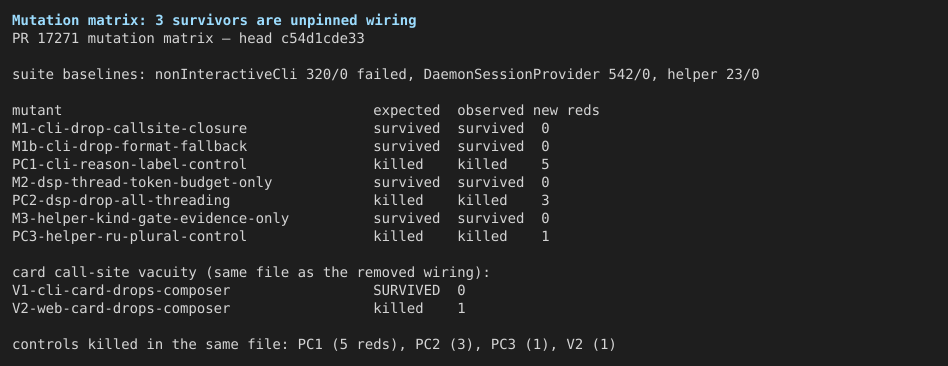 Mutation matrix: 3 survivors are unpinned wiring
PR 17271 mutation matrix — head c54d1cde33
suite baselines: nonInteractiveCli 320/0 failed, DaemonSessionProvider 542/0, helper 23/0
mutant expected observed new reds
M1-cli-drop-callsite-closure survived survived 0
M1b-cli-drop-format-fallback survived survived 0
PC1-cli-reason-label-control killed killed 5
M2-dsp-thread-token-budget-only survived survived 0
PC2-dsp-drop-all-threading killed killed 3
M3-helper-kind-gate-evidence-only survived survived 0
PC3-helper-ru-plural-control killed killed 1
card call-site vacuity (same file as the removed wiring):
V1-cli-card-drops-composer SURVIVED 0
V2-web-card-drops-composer killed 1
controls killed in the same file: PC1 (5 reds), PC2 (3), PC3 (1), V2 (1)